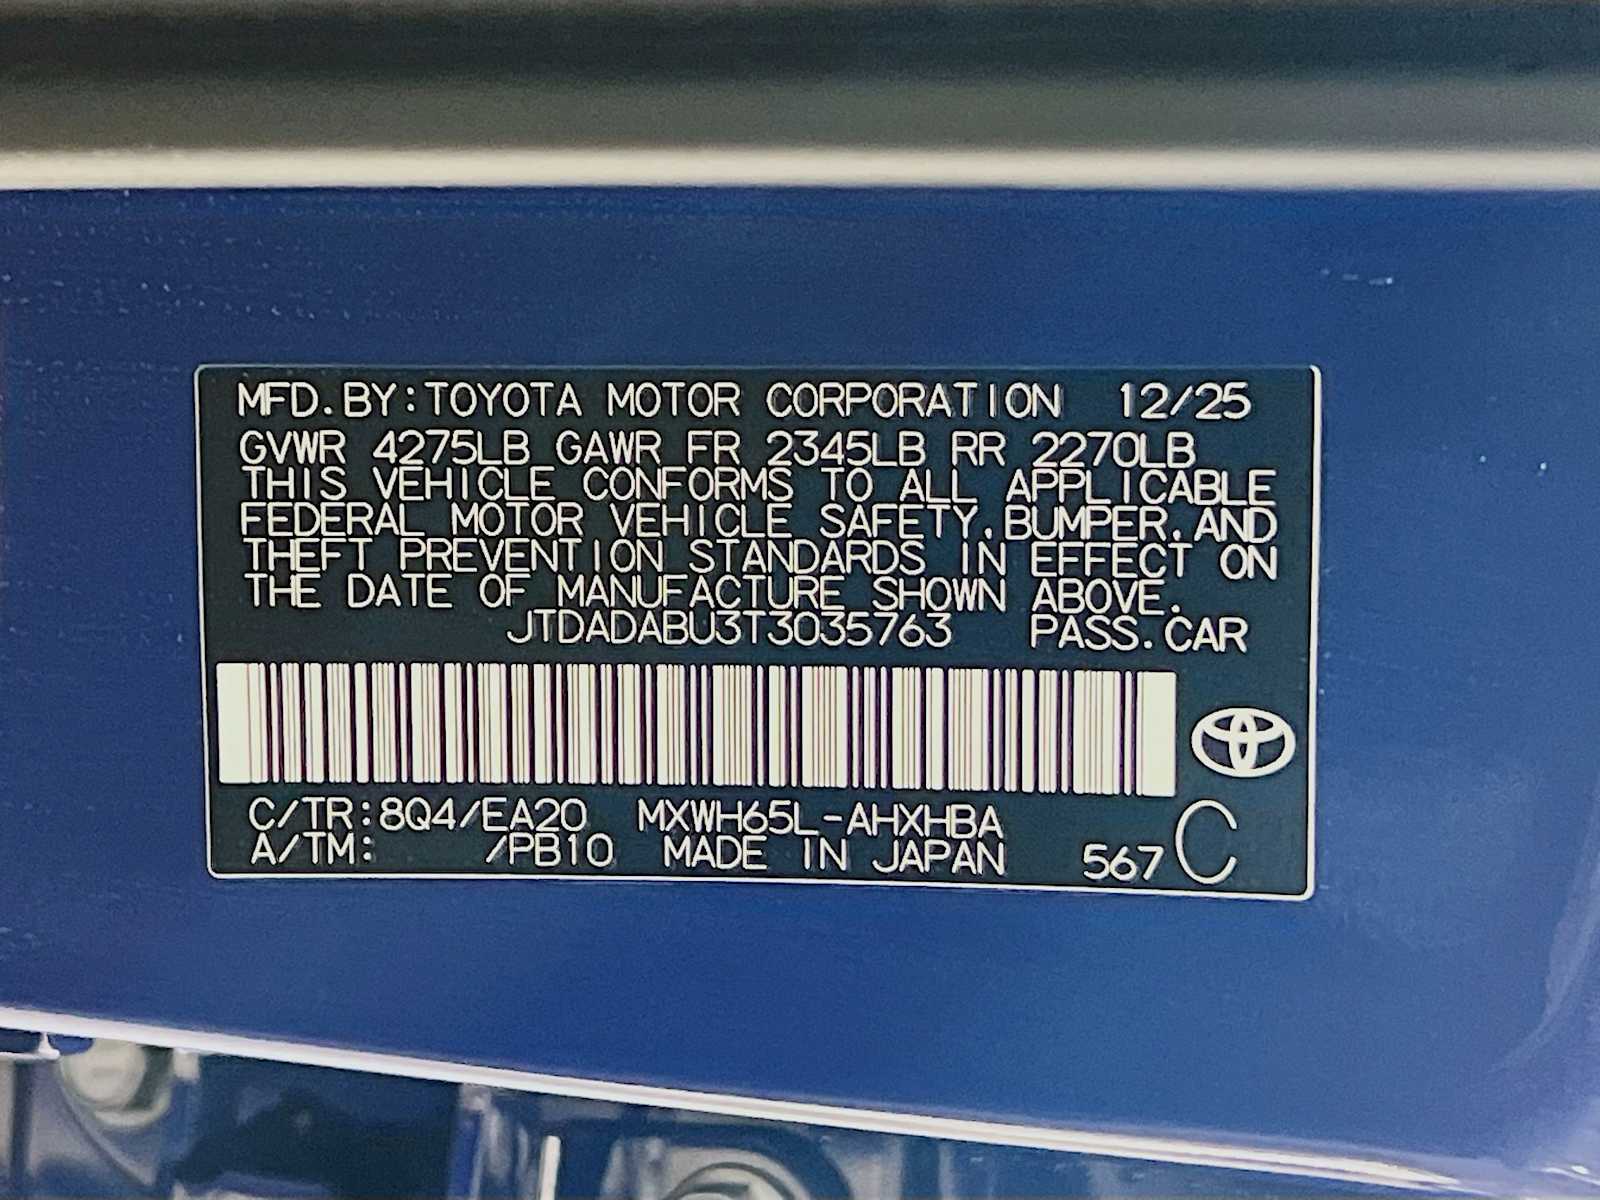 MFD.BY:TOYOTA MOTOR CORPORATION 12/25
GVWR 4275LB GAWR FR 2345LB RR 2270LB
THIS VEHICLE CONFORMS TO ALL APPLICABLE
FEDERAL MOTOR VEHICLE SAFETY,BUMPER,AND
THEFT PREVENTION STANDARDS IN EFFECT ON
THE DATE OF MANUFACTURE SHOWN ABOVE.
JTDADABU3T3035763 PASS.CAR
C/TR:8Q4/EA20 MXWH65L-AHXHBA
A/TM: /PB10 MADE IN JAPAN 567 C